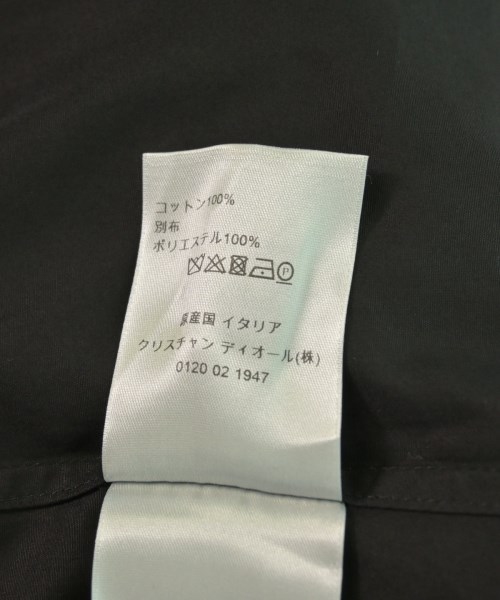 コットン100%
別布
ポリエステル100%
P
原産国 イタリア
クリスチャン ディオール(株)
0120 02 1947